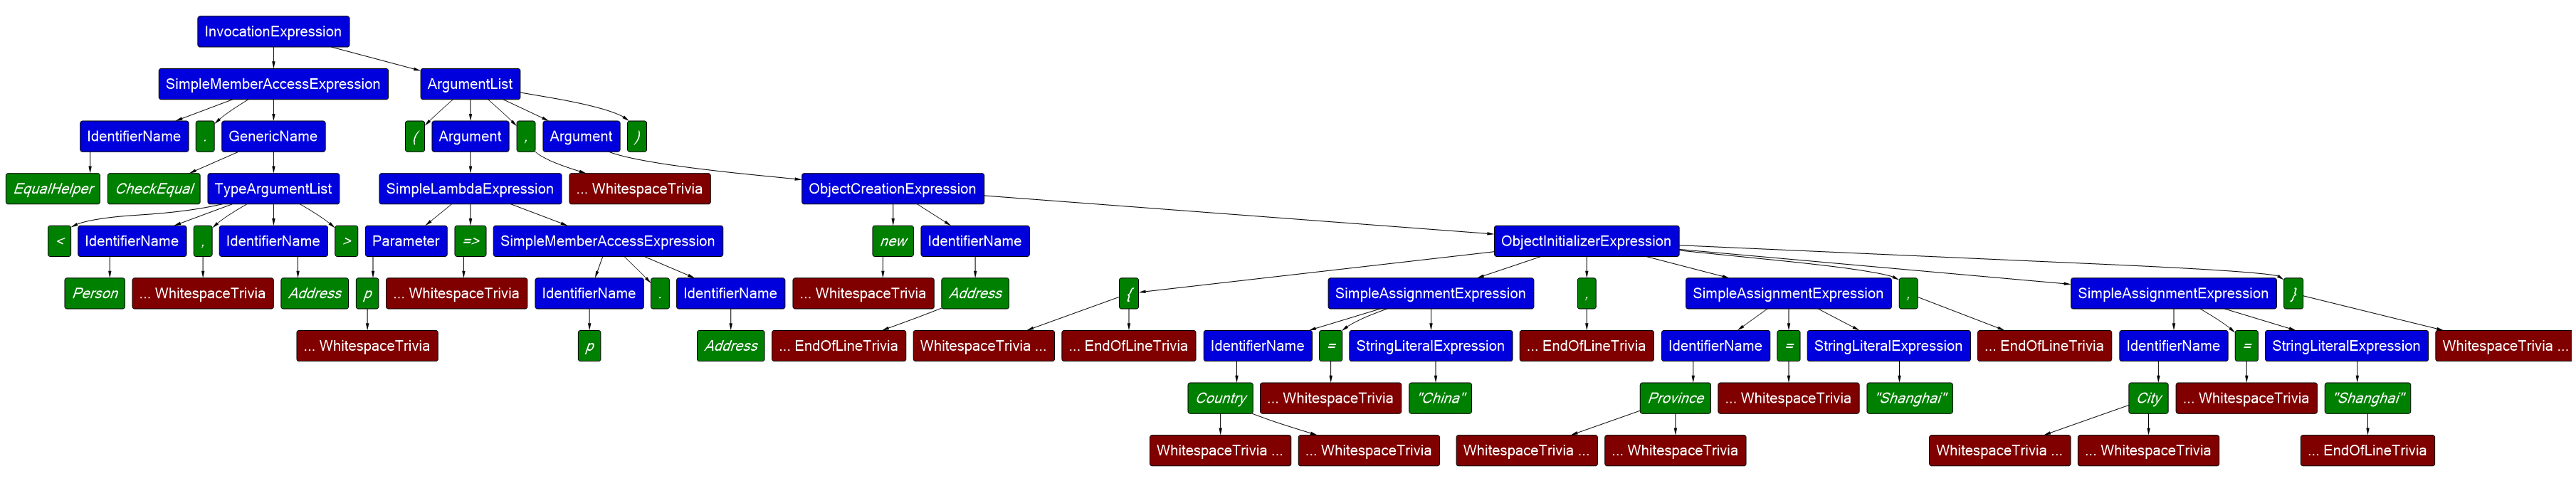 InvocationExpression
SimpleMemberAccessExpression ArgumentList
IdentifierName . GenericName ( Argument , Argument )
EqualHelper CheckEqual TypeArgumentList SimpleLambdaExpression ... WhitespaceTrivia ObjectCreationExpression
< IdentifierName , IdentifierName > Parameter => SimpleMemberAccessExpression new IdentifierName ObjectInitializerExpression
Person ... WhitespaceTrivia Address p ... WhitespaceTrivia IdentifierName . IdentifierName ... WhitespaceTrivia Address { SimpleAssignmentExpression , SimpleAssignmentExpression , SimpleAssignmentExpression }
... WhitespaceTrivia p Address ... EndOfLineTrivia WhitespaceTrivia ... ... EndOfLineTrivia IdentifierName = StringLiteralExpression ... EndOfLineTrivia IdentifierName = StringLiteralExpression ... EndOfLineTrivia IdentifierName = StringLiteralExpression WhitespaceTrivia ...
Country ... WhitespaceTrivia "China" Province ... WhitespaceTrivia "Shanghai" City ... WhitespaceTrivia "Shanghai"
WhitespaceTrivia ... ... WhitespaceTrivia WhitespaceTrivia ... ... WhitespaceTrivia WhitespaceTrivia ... ... WhitespaceTrivia ... EndOfLineTrivia